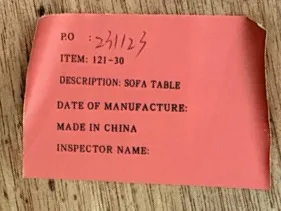 P.O : 231123
ITEM: 121-30
DESCRIPTION: SOFA TABLE
DATE OF MANUFACTURE:
MADE IN CHINA
INSPECTOR NAME: